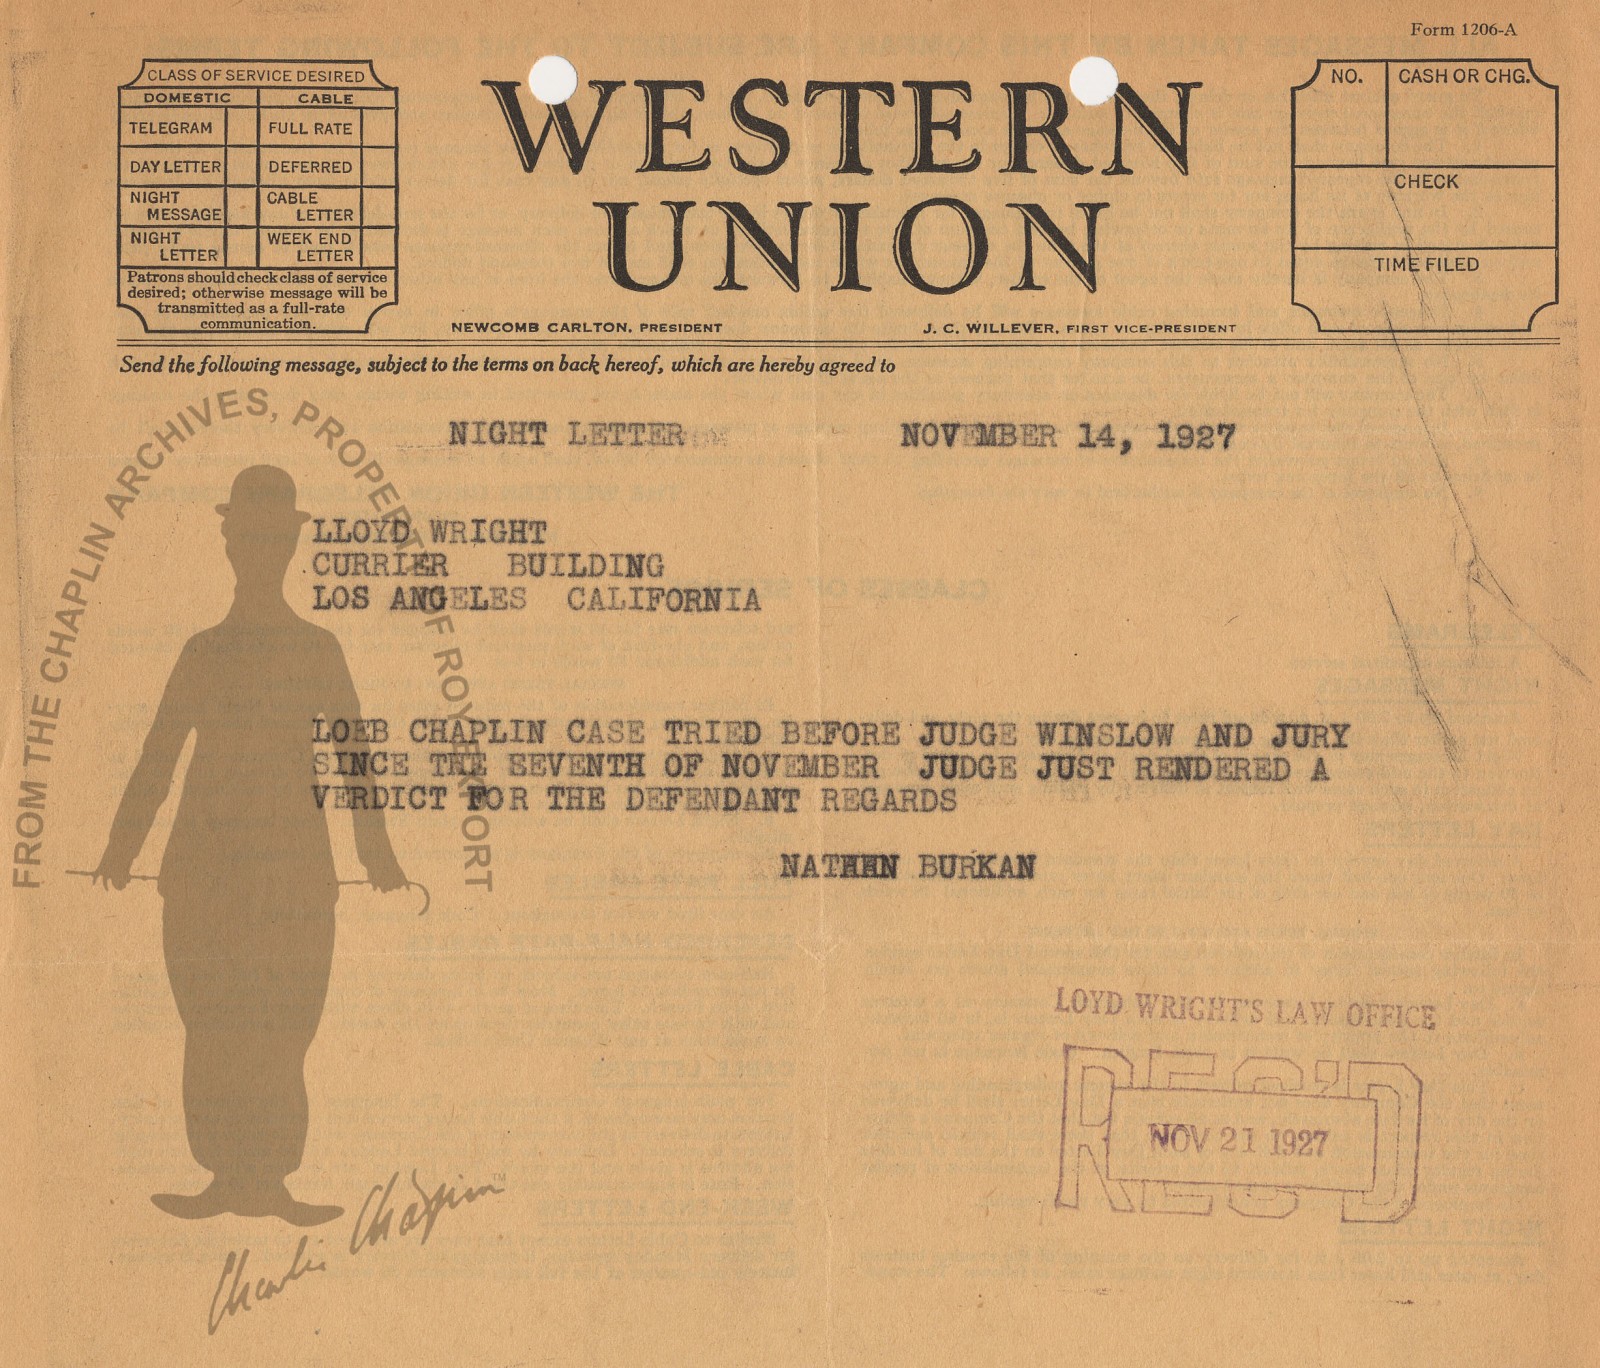 Form 1206-A
CLASS OF SERVICE DESIRED
DOMESTIC CABLE
TELEGRAM FULL RATE
DAY LETTER DEFERRED
NIGHT MESSAGE CABLE LETTER
NIGHT LETTER WEEK END LETTER
Patrons should check class of service
desired; otherwise message will be
transmitted as a full-rate
communication.
WESTERN
UNION
NEWCOMB CARLTON, PRESIDENT J. C. WILLEVER, FIRST VICE-PRESIDENT
NO. CASH OR CHG.
CHECK
TIME FILED
Send the following message, subject to the terms on back hereof, which are hereby agreed to
NIGHT LETTER NOVEMBER 14, 1927
LLOYD WRIGHT
CURRIER BUILDING
LOS ANGELES CALIFORNIA
LOEB CHAPLIN CASE TRIED BEFORE JUDGE WINSLOW AND JURY
SINCE THE SEVENTH OF NOVEMBER JUDGE JUST RENDERED A
VERDICT FOR THE DEFENDANT REGARDS
NATHAN BURKAN
LOYD WRIGHT'S LAW OFFICE
REC'D
NOV 21 1927
FROM THE CHAPLIN ARCHIVES, PROPERTY OF ROY EXPORT
Charlie Chaplin